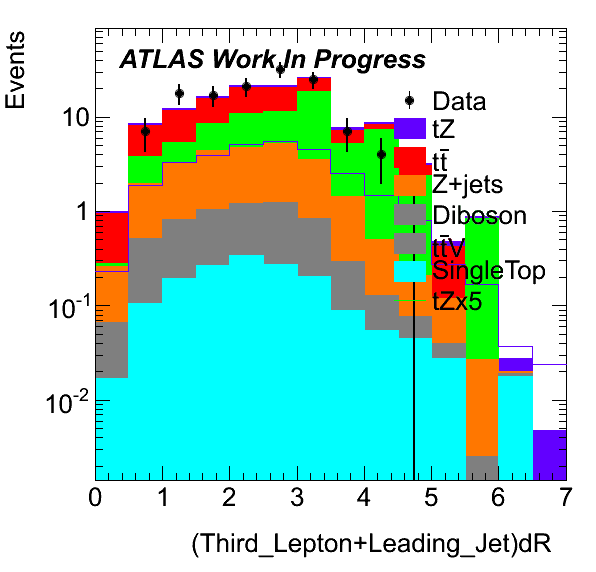 ATLAS Work In Progress
Events
Data
tZ
tt̄
Z+jets
Diboson
tt̄V
SingleTop
tZx5
10
1
10⁻¹
10⁻²
0 1 2 3 4 5 6 7
(Third_Lepton+Leading_Jet)dR